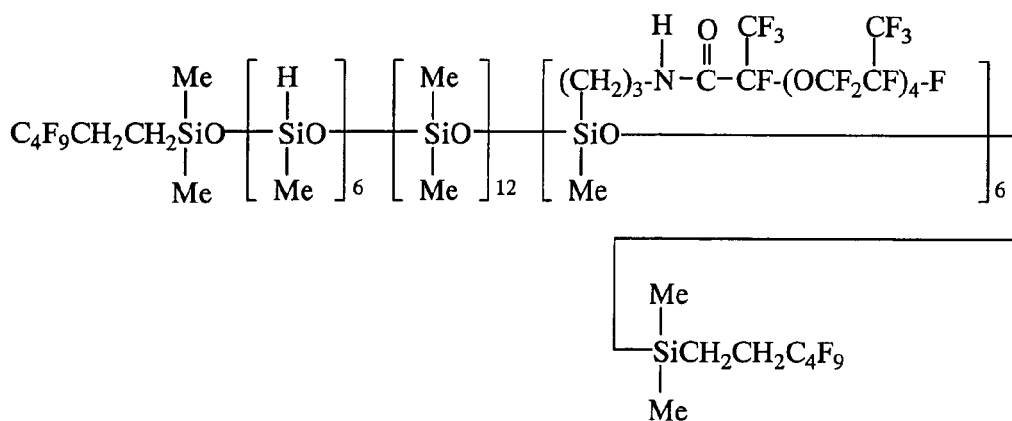 H O CF3 CF3
Me H Me (CH2)3-N-C-CF-(OCF2CF)4-F
C4F9CH2CH2SiO SiO SiO SiO
Me Me 6 Me 12 Me 6
Me
SiCH2CH2C4F9
Me